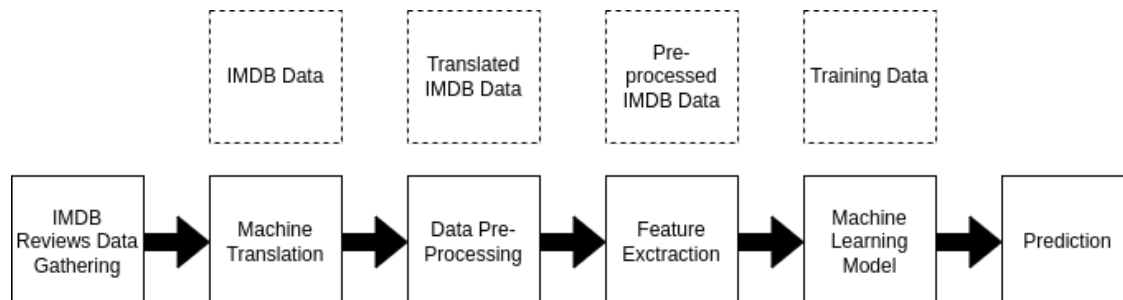 IMDB Data
Translated
IMDB Data
Pre-
processed
IMDB Data
Training Data
IMDB
Reviews Data
Gathering
Machine
Translation
Data Pre-
Processing
Feature
Exctraction
Machine
Learning
Model
Prediction